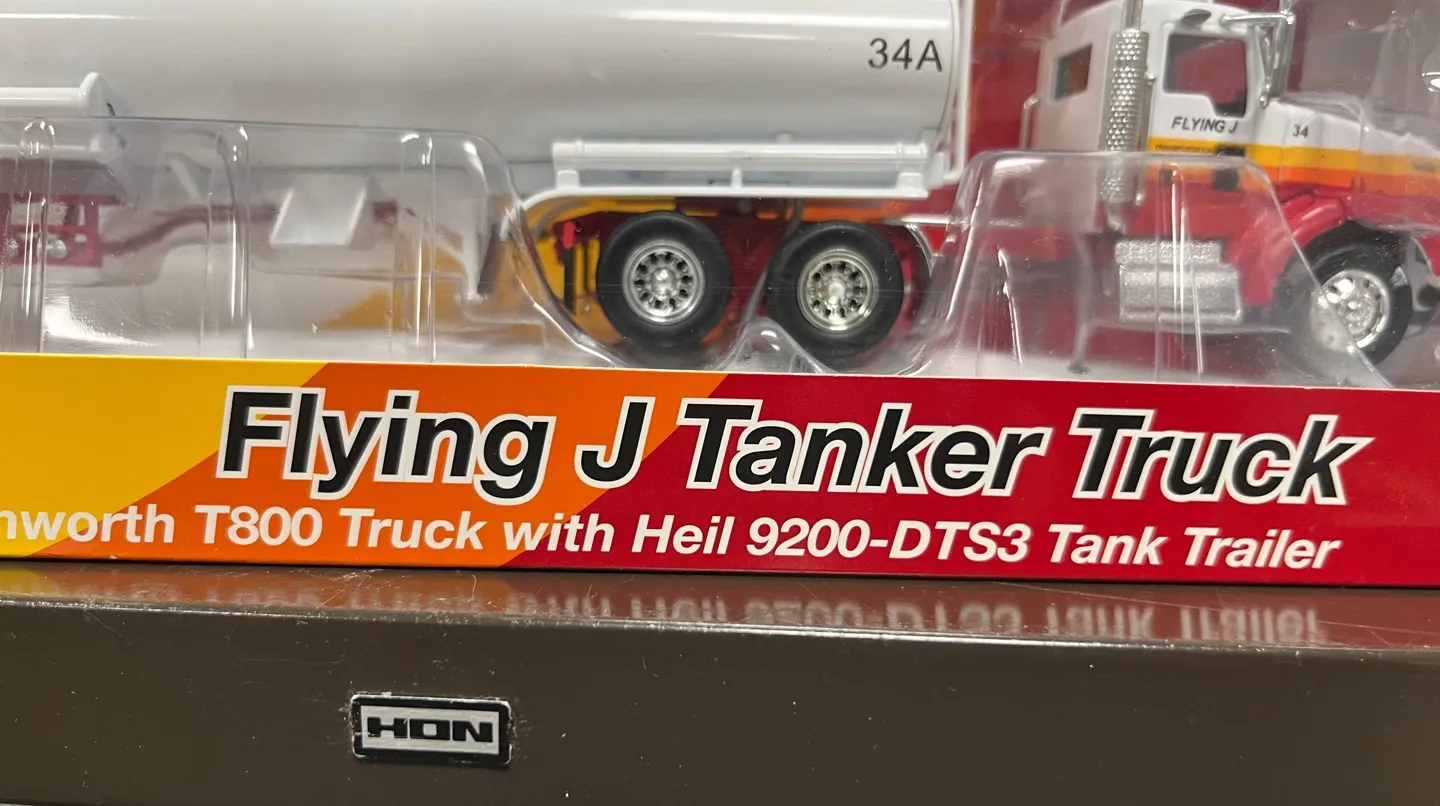 34A
FLYING J
34
Flying J Tanker Truck
nworth T800 Truck with Heil 9200-DTS3 Tank Trailer
HON